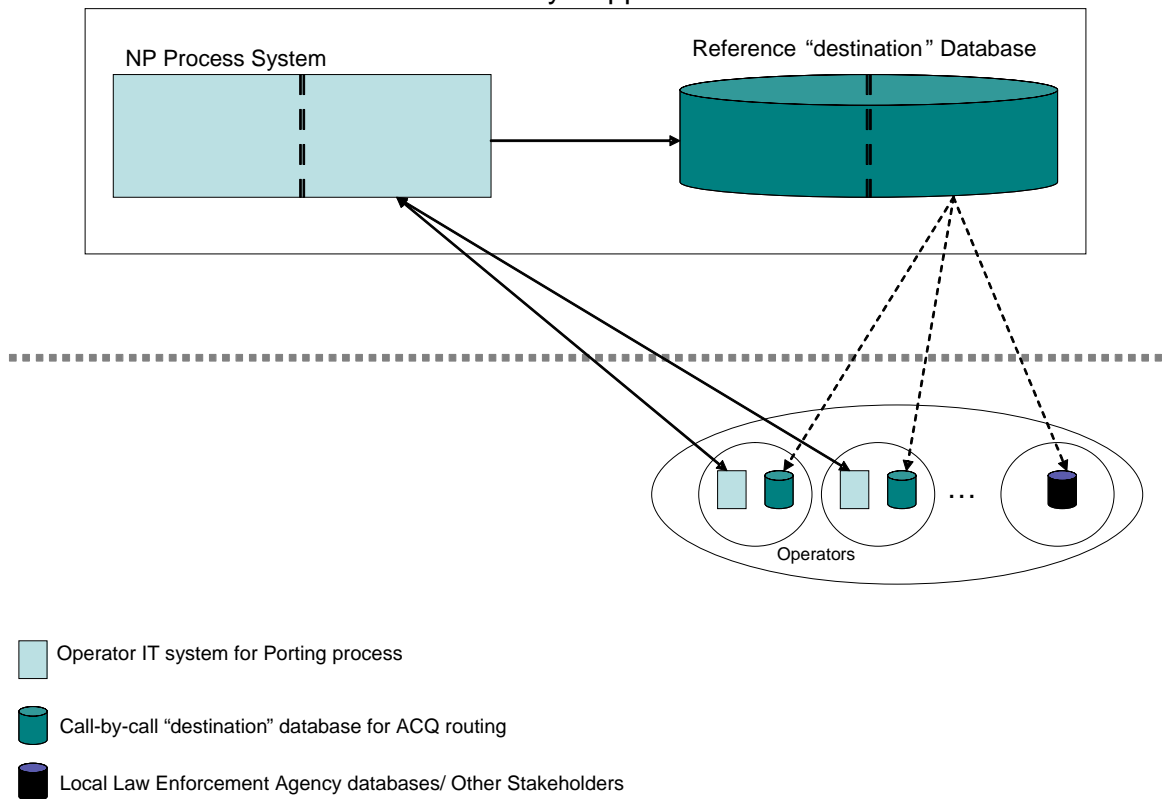 NP Process System
Reference “destination” Database
...
Operators
Operator IT system for Porting process
Call-by-call “destination” database for ACQ routing
Local Law Enforcement Agency databases/ Other Stakeholders